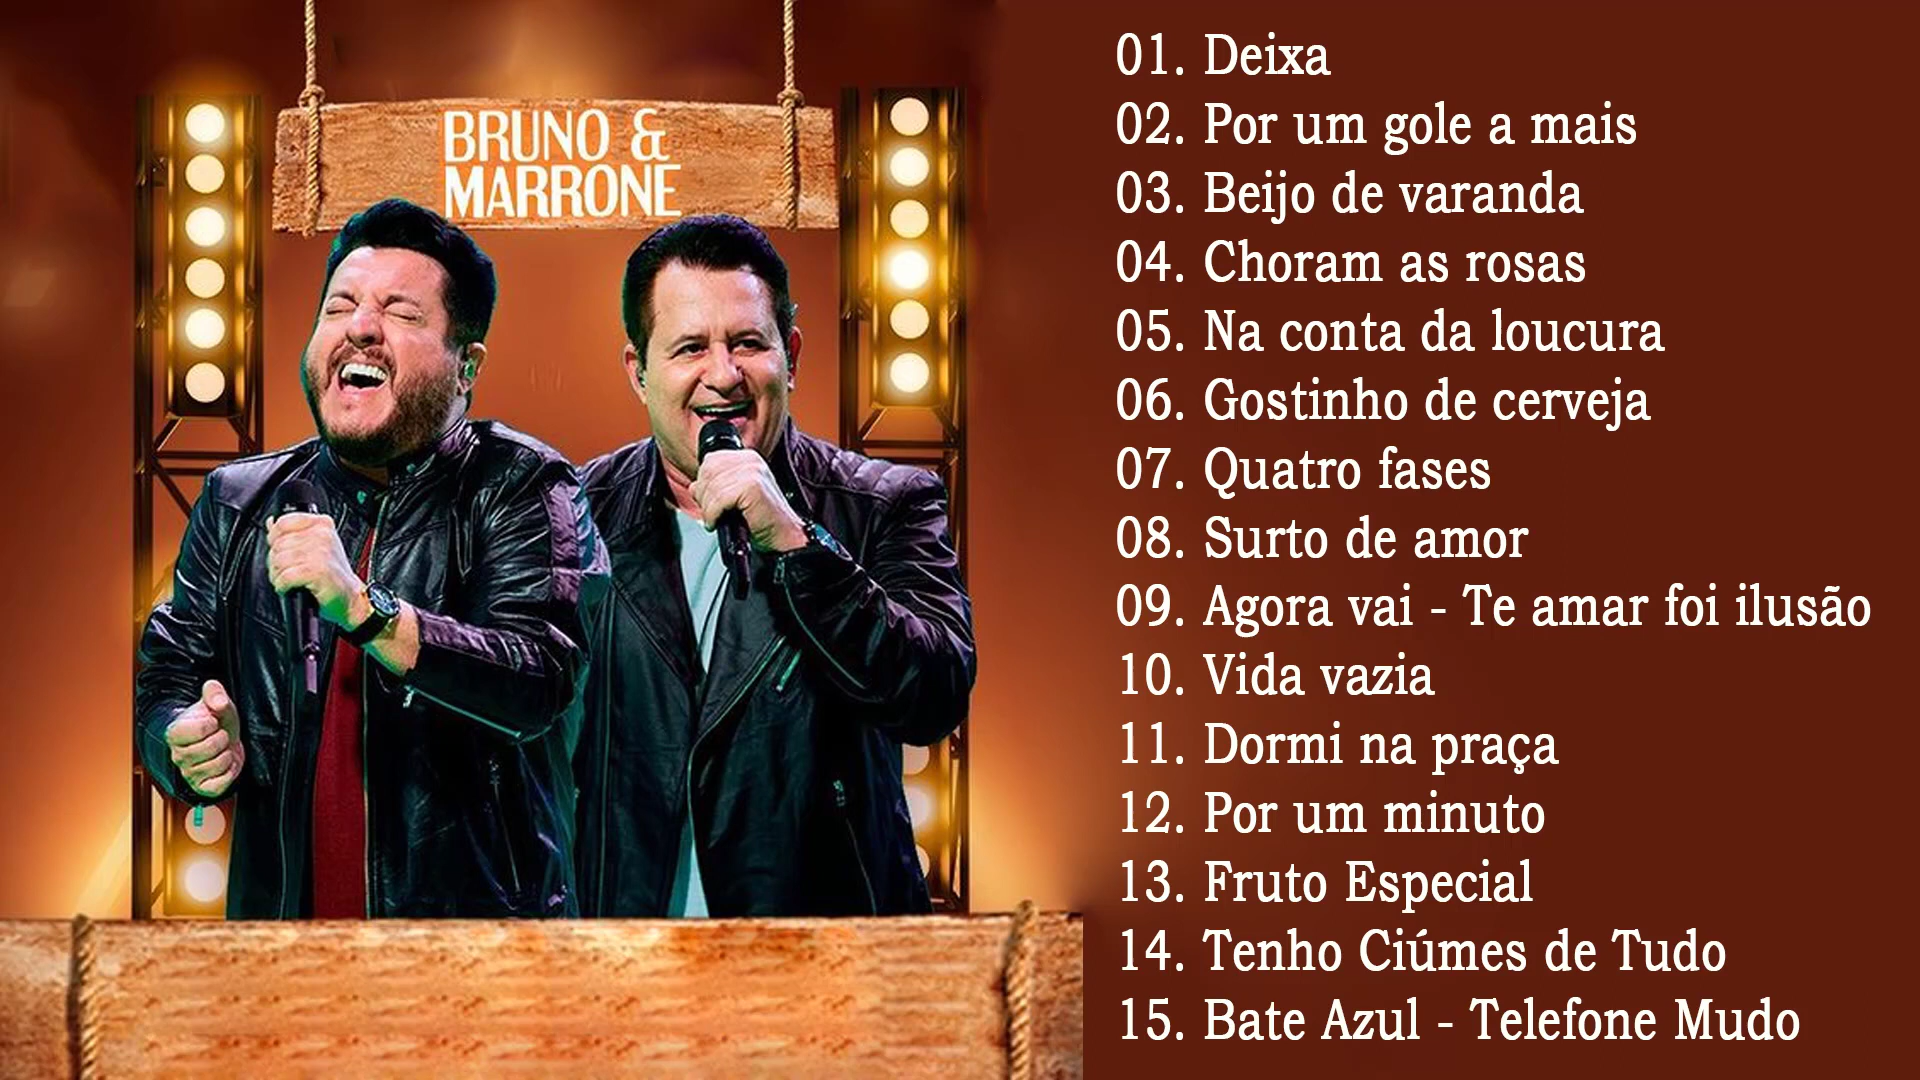 BRUNO &
MARRONE
01. Deixa
02. Por um gole a mais
03. Beijo de varanda
04. Choram as rosas
05. Na conta da loucura
06. Gostinho de cerveja
07. Quatro fases
08. Surto de amor
09. Agora vai - Te amar foi ilusão
10. Vida vazia
11. Dormi na praça
12. Por um minuto
13. Fruto Especial
14. Tenho Ciúmes de Tudo
15. Bate Azul - Telefone Mudo